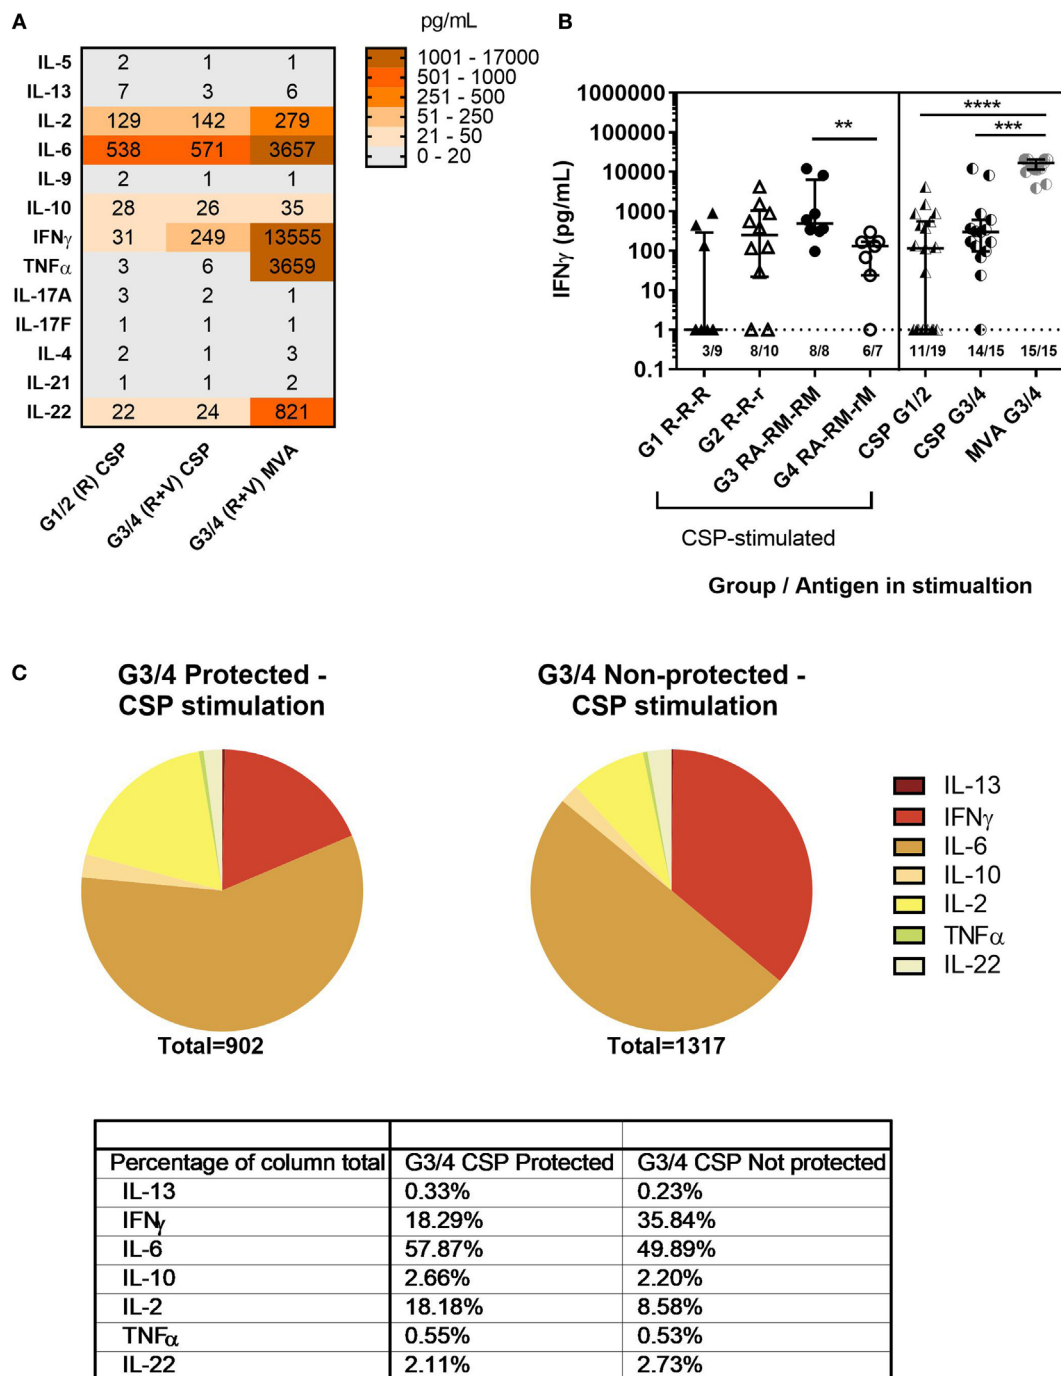 A
pg/mL
IL-5 2 1 1
IL-13 7 3 6
IL-2 129 142 279
IL-6 538 571 3657
IL-9 2 1 1
IL-10 28 26 35
IFNγ 31 249 13555
TNFα 3 6 3659
IL-17A 3 2 1
IL-17F 1 1 1
IL-4 2 1 3
IL-21 1 1 2
IL-22 22 24 821
G1/2 (R) CSP
G3/4 (R+V) CSP
G3/4 (R+V) MVA
1001 - 17000
501 - 1000
251 - 500
51 - 250
21 - 50
0 - 20
B
IFNγ (pg/mL)
1000000
100000
10000
1000
100
10
1
0.1
**
****
***
3/9 8/10 8/8 6/7 11/19 14/15 15/15
G1 R-R-R
G2 R-R-r
G3 RA-RM-RM
G4 RA-RM-rM
CSP G1/2
CSP G3/4
MVA G3/4
CSP-stimulated
Group / Antigen in stimualtion
C
G3/4 Protected -
CSP stimulation
Total=902
G3/4 Non-protected -
CSP stimulation
Total=1317
IL-13
IFNγ
IL-6
IL-10
IL-2
TNFα
IL-22
Percentage of column total G3/4 CSP Protected G3/4 CSP Not protected
IL-13 0.33% 0.23%
IFNγ 18.29% 35.84%
IL-6 57.87% 49.89%
IL-10 2.66% 2.20%
IL-2 18.18% 8.58%
TNFα 0.55% 0.53%
IL-22 2.11% 2.73%